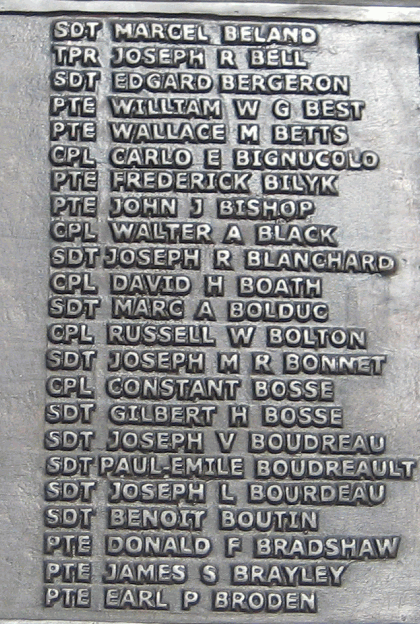 SDT MARCEL BELAND
TPR JOSEPH R BELL
SDT EDGARD BERGERON
PTE WILLIAM W G BEST
PTE WALLACE M BETTS
CPL CARLO E BIGNUCOLO
PTE FREDERICK BILYK
PTE JOHN J BISHOP
CPL WALTER A BLACK
SDT JOSEPH R BLANCHARD
CPL DAVID H BOATH
SDT MARC A BOLDUC
CPL RUSSELL W BOLTON
SDT JOSEPH M R BONNET
CPL CONSTANT BOSSE
SDT GILBERT H BOSSE
SDT JOSEPH V BOUDREAU
SDT PAUL-EMILE BOUDREAULT
SDT JOSEPH L BOURDEAU
SDT BENOIT BOUTIN
PTE DONALD F BRADSHAW
PTE JAMES S BRAYLEY
PTE EARL P BRODEN